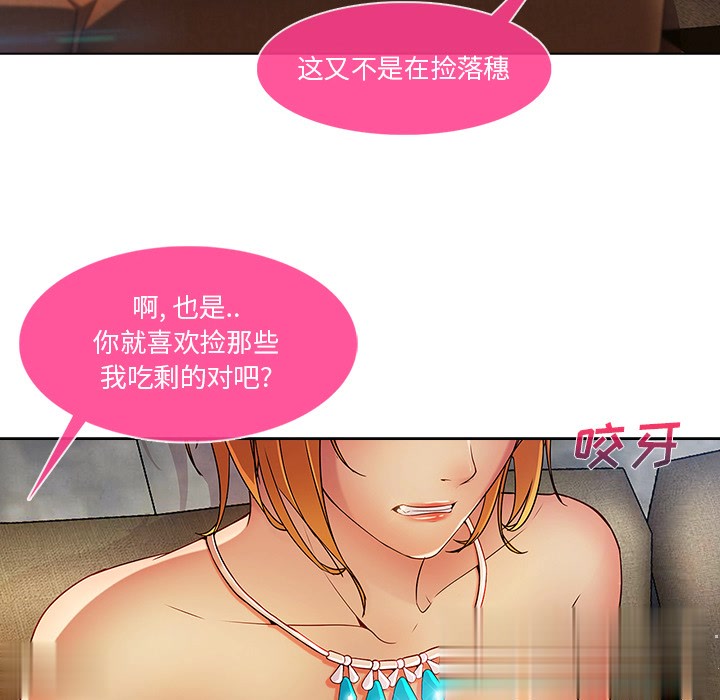 这又不是在捡落穗
啊, 也是..
你就喜欢捡那些
我吃剩的对吧?
咬牙